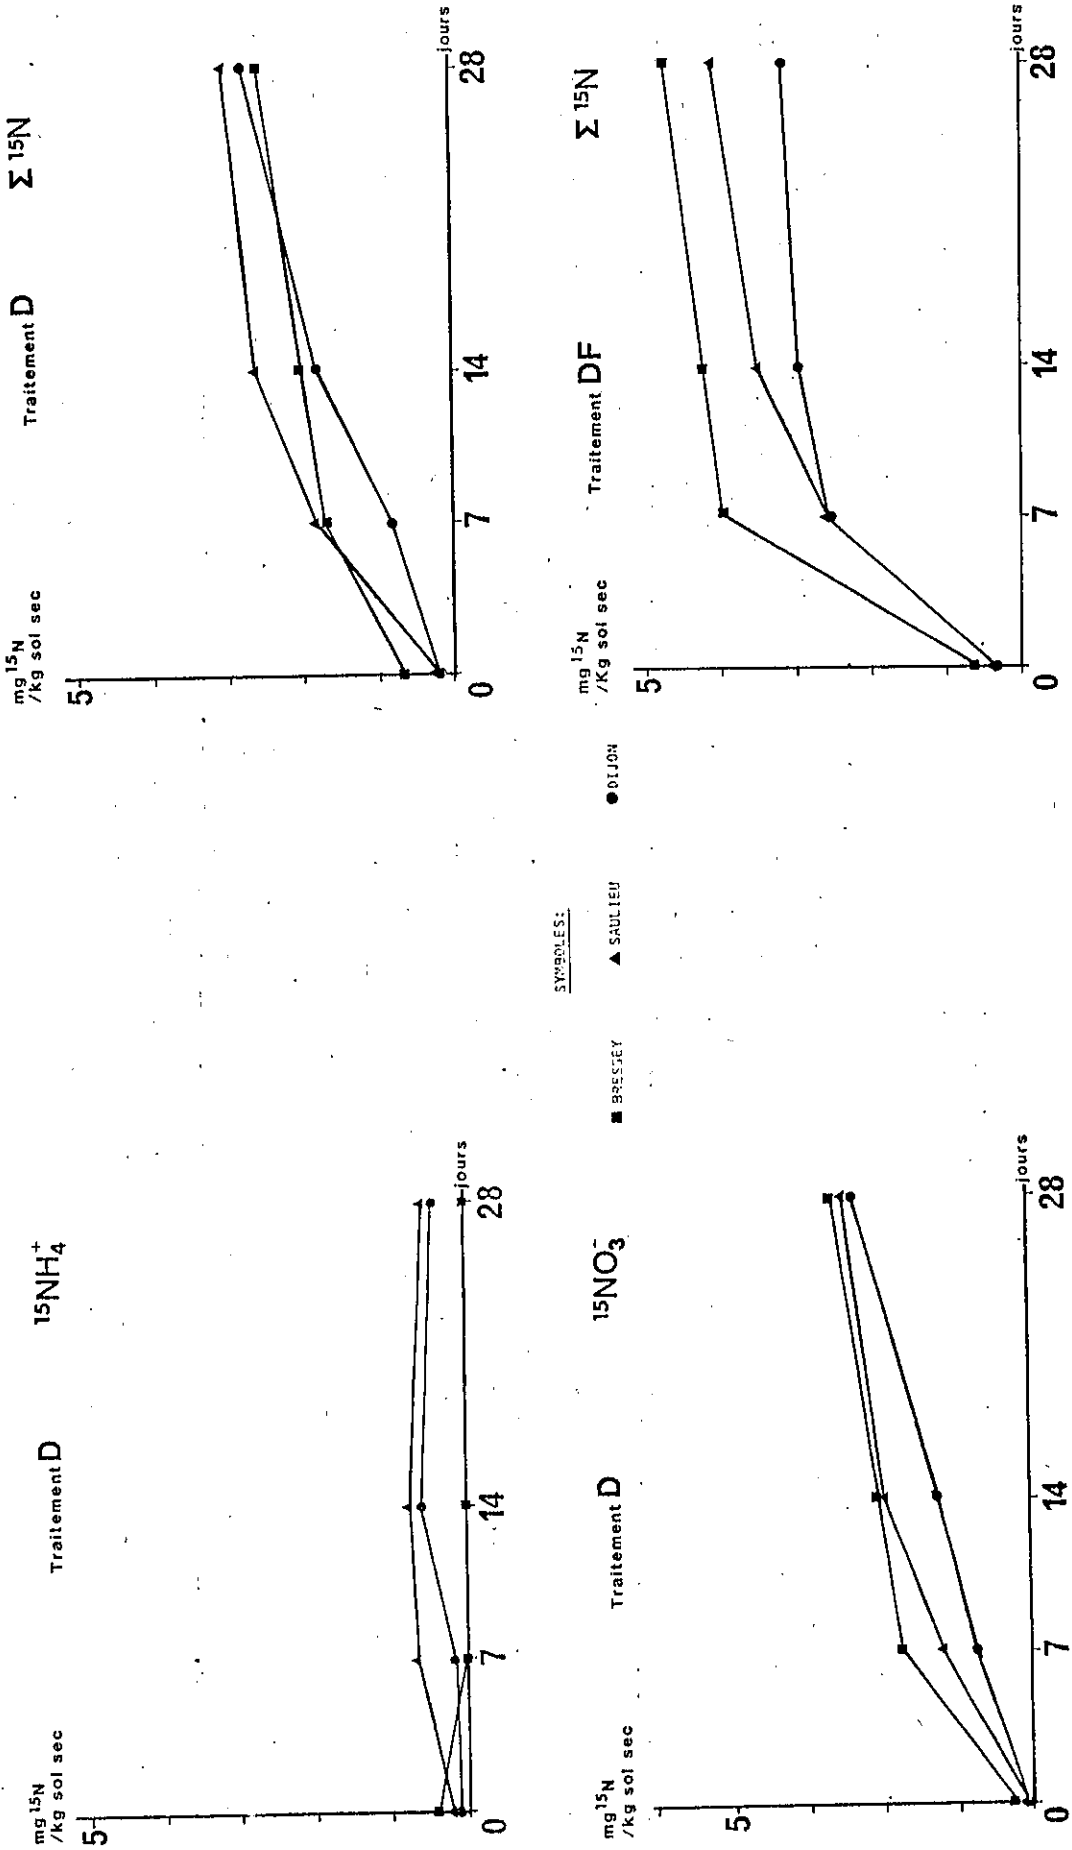 mg 15N
/kg sol sec
Traitement D
15NH4+
5
0
7
14
28
jours
mg 15N
/kg sol sec
Traitement D
Σ 15N
5
0
7
14
28
jours
SYMBOLES:
■ BRESSEY ▲ SAULIEU ● DIJON
mg 15N
/kg sol sec
Traitement D
15NO3-
5
0
7
14
28
jours
mg 15N
/Kg sol sec
Traitement DF
Σ 15N
5
0
7
14
28
jours